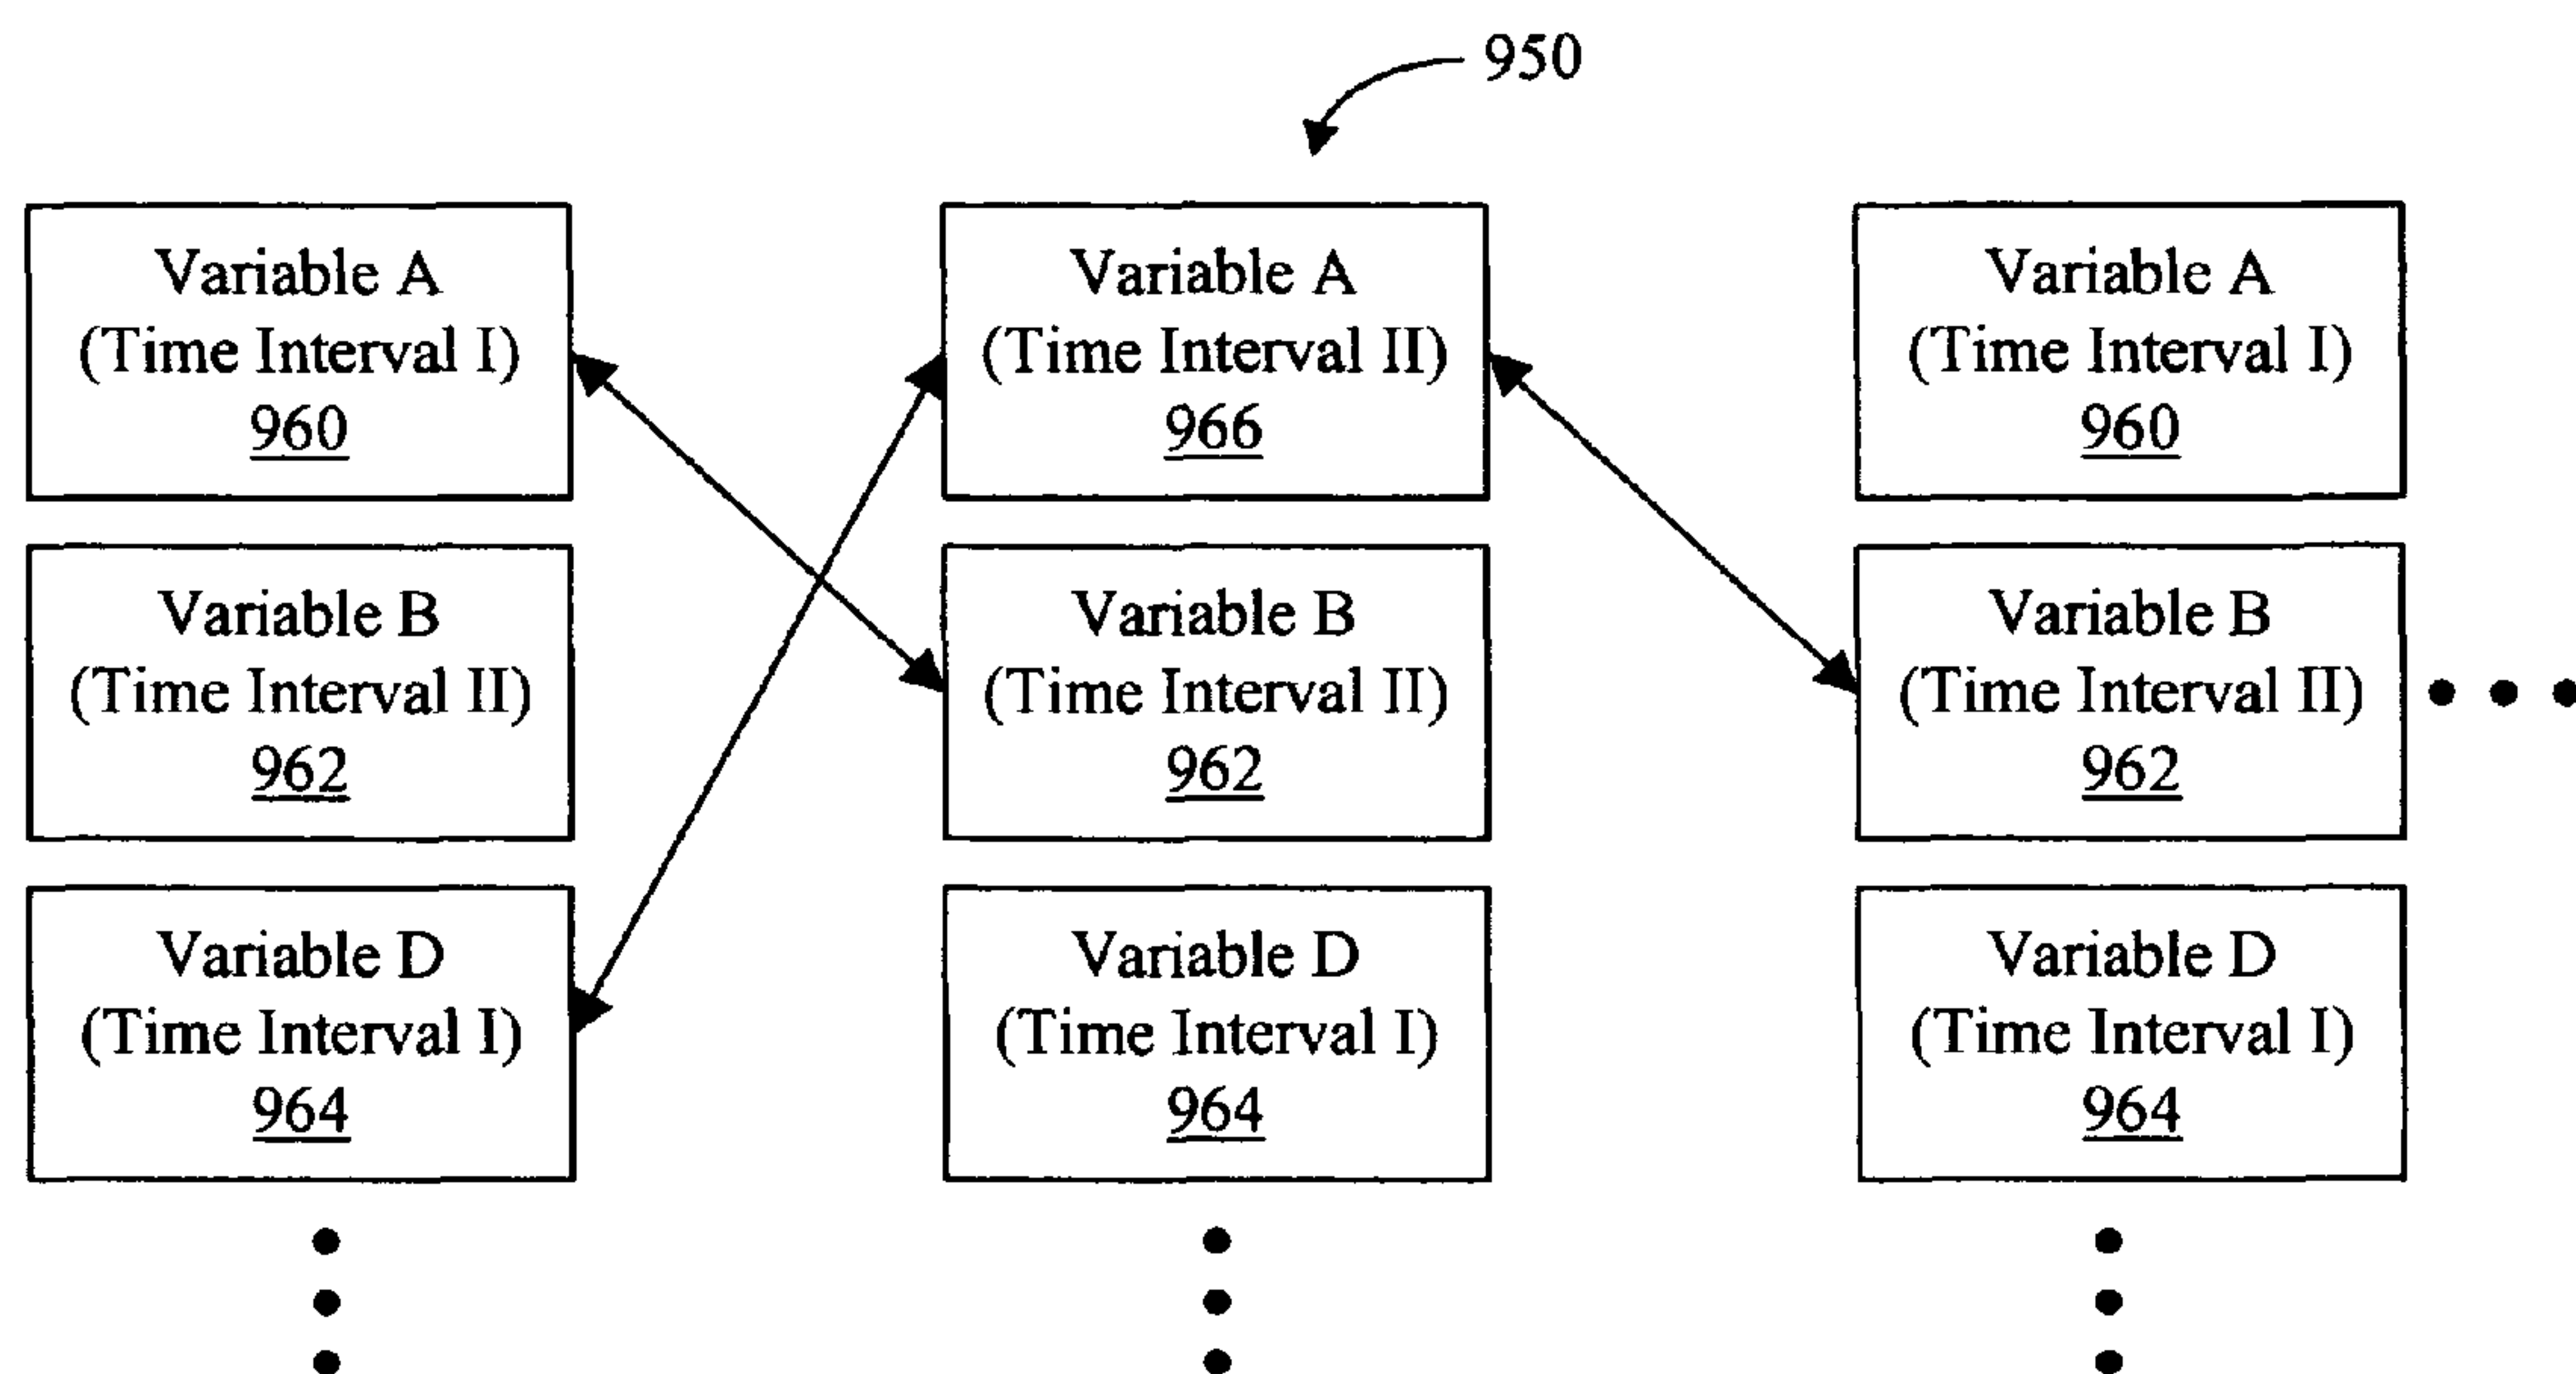 950
Variable A
(Time Interval I)
960
Variable A
(Time Interval II)
966
Variable A
(Time Interval I)
960
Variable B
(Time Interval II)
962
Variable B
(Time Interval II)
962
Variable B
(Time Interval II)
962
Variable D
(Time Interval I)
964
Variable D
(Time Interval I)
964
Variable D
(Time Interval I)
964